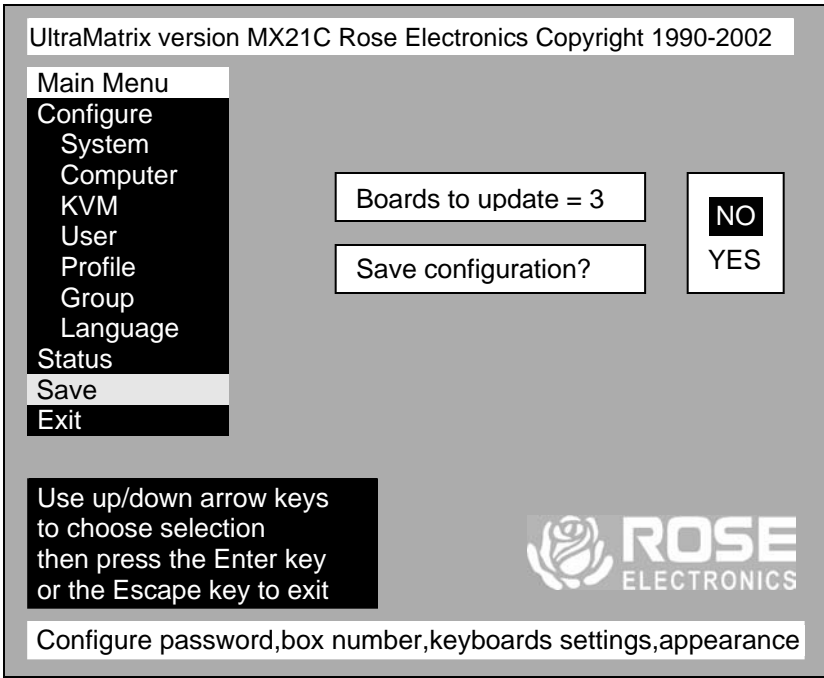 UltraMatrix version MX21C Rose Electronics Copyright 1990-2002
Main Menu
Configure
System
Computer
KVM
User
Profile
Group
Language
Status
Save
Exit
Boards to update = 3
Save configuration?
NO
YES
Use up/down arrow keys
to choose selection
then press the Enter key
or the Escape key to exit
ROSE
ELECTRONICS
Configure password,box number,keyboards settings,appearance